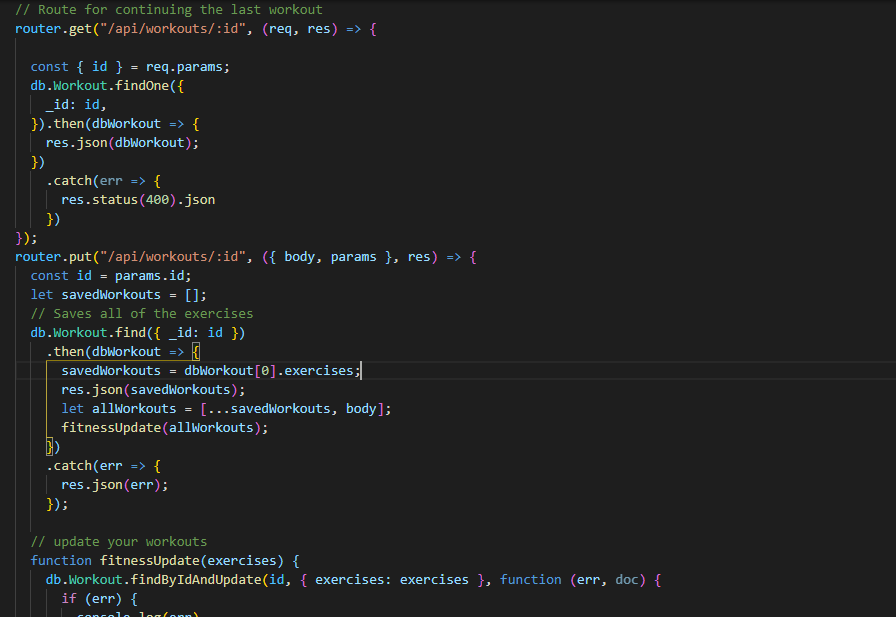 // Route for continuing the last workout
router.get("/api/workouts/:id", (req, res) => {
const { id } = req.params;
db.Workout.findOne({
_id: id,
}).then(dbWorkout => {
res.json(dbWorkout);
})
.catch(err => {
res.status(400).json
})
});
router.put("/api/workouts/:id", ({ body, params }, res) => {
const id = params.id;
let savedWorkouts = [];
// Saves all of the exercises
db.Workout.find({ _id: id })
.then(dbWorkout => {
savedWorkouts = dbWorkout[0].exercises;
res.json(savedWorkouts);
let allWorkouts = [...savedWorkouts, body];
fitnessUpdate(allWorkouts);
})
.catch(err => {
res.json(err);
});
// update your workouts
function fitnessUpdate(exercises) {
db.Workout.findByIdAndUpdate(id, { exercises: exercises }, function (err, doc) {
if (err) {
console.log(err)